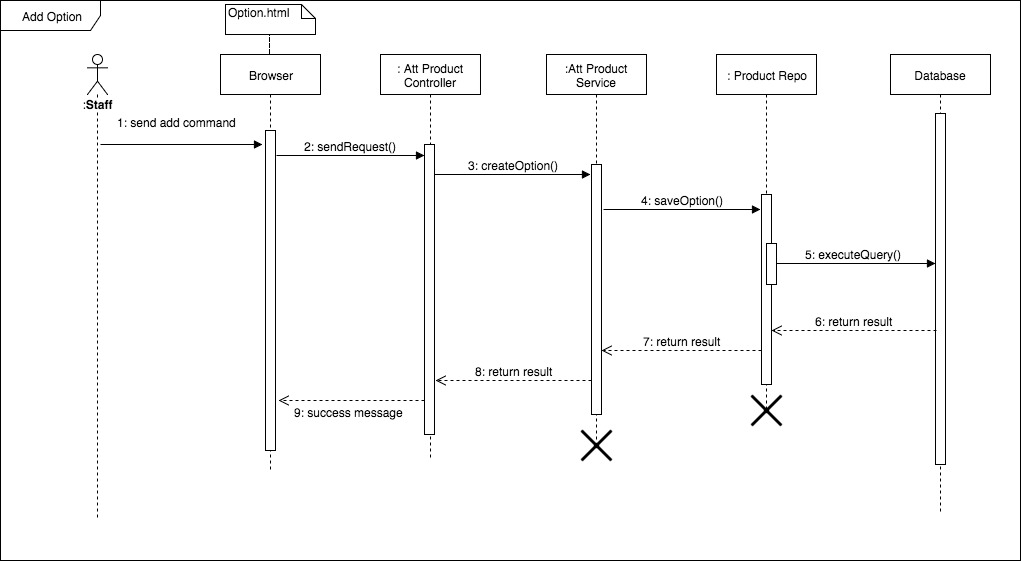 Add Option
Option.html
:Staff
Browser
: Att Product
Controller
:Att Product
Service
: Product Repo
Database
1: send add command
2: sendRequest()
3: createOption()
4: saveOption()
5: executeQuery()
6: return result
7: return result
8: return result
9: success message